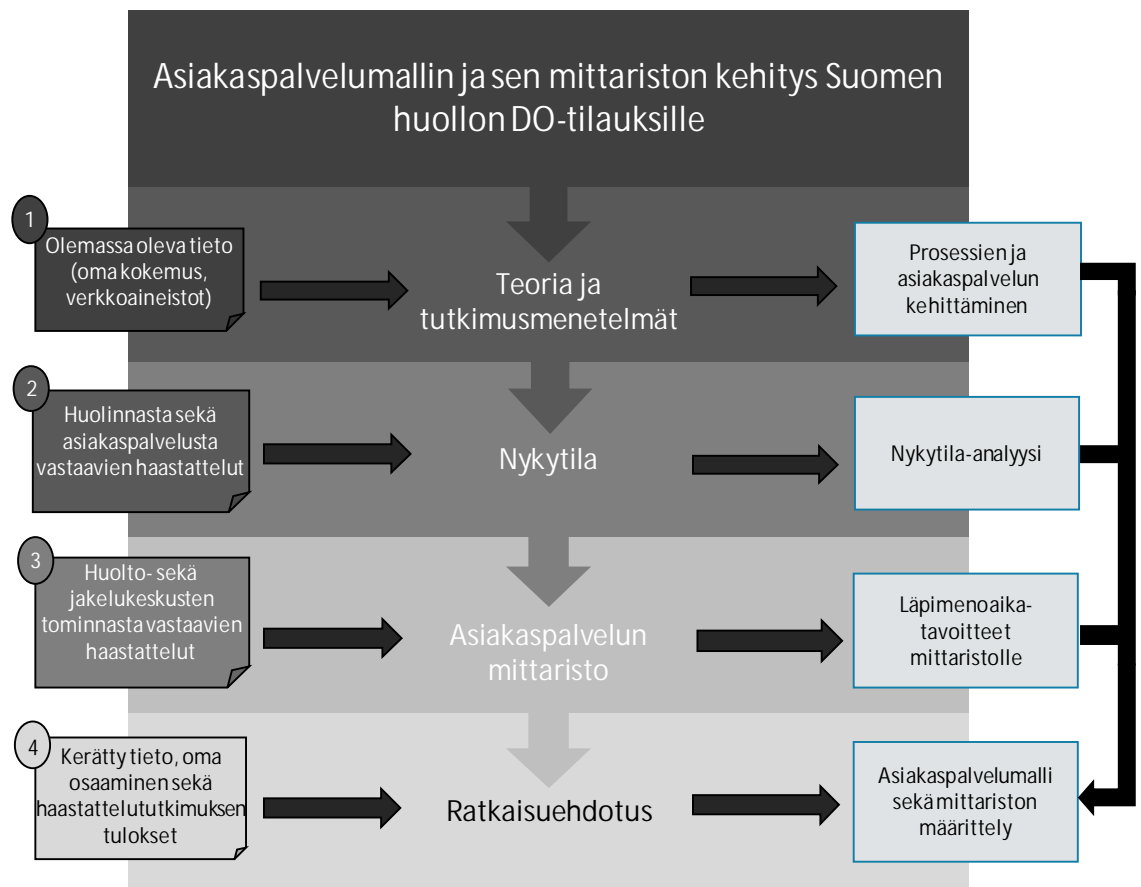 Asiakaspalvelumallin ja sen mittariston kehitys Suomen
huollon DO-tilauksille
1
Olemassa oleva tieto
(oma kokemus,
verkkoaineistot)
Teoria ja
tutkimusmenetelmät
Prosessien ja
asiakaspalvelun
kehittäminen
2
Huolinnasta sekä
asiakaspalvelusta
vastaavien haastattelut
Nykytila
Nykytila-analyysi
3
Huolto- sekä
jakelukeskusten
tominnasta vastaavien
haastattelut
Asiakaspalvelun
mittaristo
Läpimenoaika-
tavoitteet
mittaristolle
4
Kerätty tieto, oma
osaaminen sekä
haastattelututkimuksen
tulokset
Ratkaisuehdotus
Asiakaspalvelumalli
sekä mittariston
määrittely